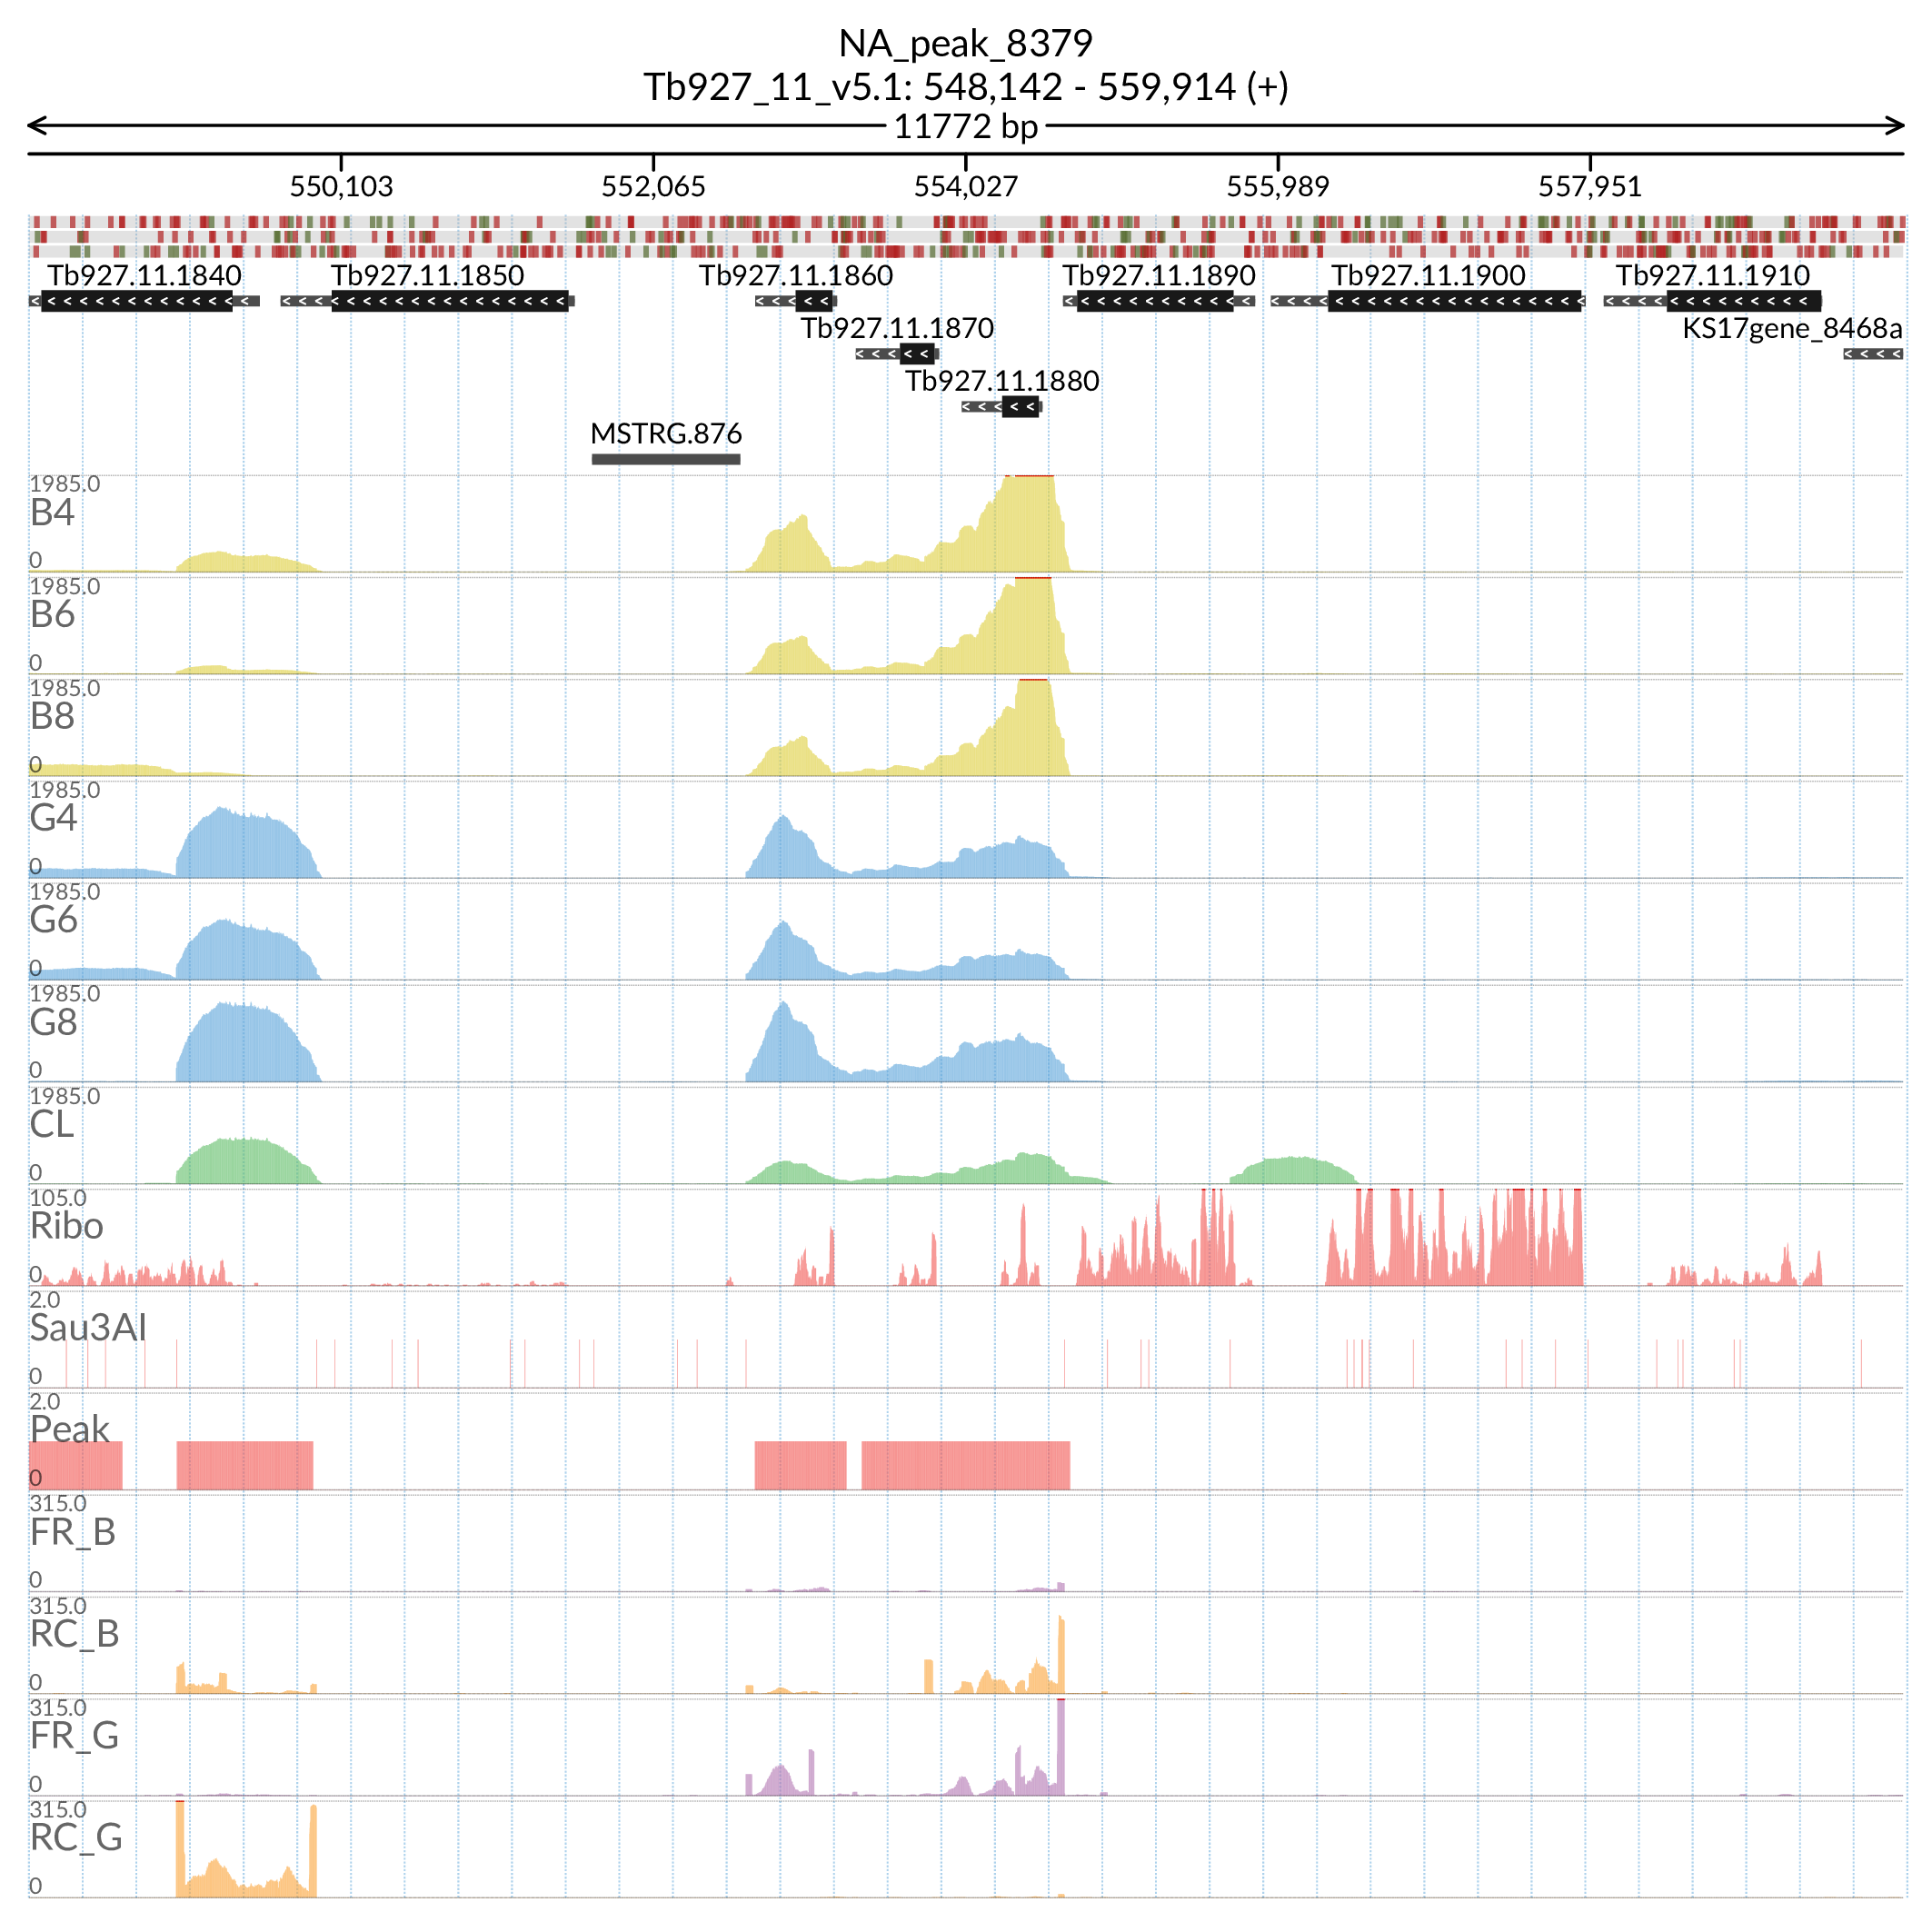 NA_peak_8379
Tb927_11_v5.1: 548,142 - 559,914 (+)
11772 bp
550,103 552,065 554,027 555,989 557,951
Tb927.11.1840 Tb927.11.1850 Tb927.11.1860 Tb927.11.1890 Tb927.11.1900 Tb927.11.1910
Tb927.11.1870 KS17gene_8468a
Tb927.11.1880
MSTRG.876
1985.0
B4
0
1985.0
B6
0
1985.0
B8
0
1985.0
G4
0
1985.0
G6
0
1985.0
G8
0
1985.0
CL
0
105.0
Ribo
0
2.0
Sau3AI
0
2.0
Peak
0
315.0
FR_B
0
315.0
RC_B
0
315.0
FR_G
0
315.0
RC_G
0